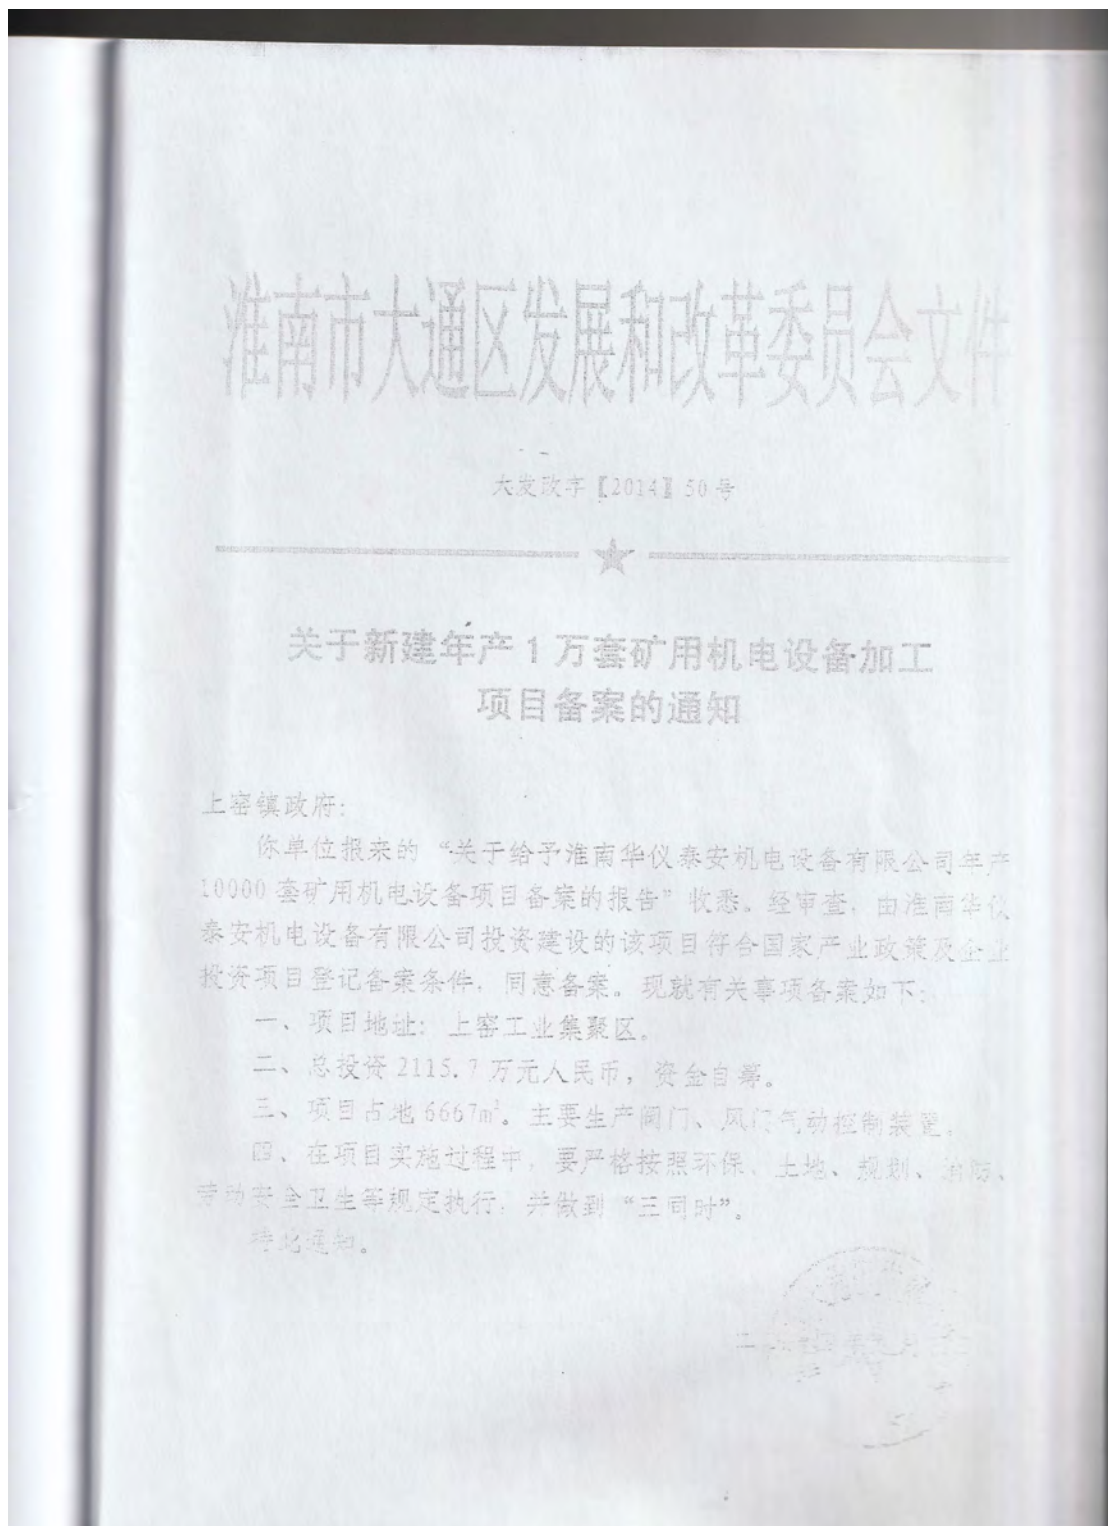 淮南市大通区发展和改革委员会文件
大发改字【2014】50号
关于新建年产1万套矿用机电设备加工
项目备案的通知
上窑镇政府：
你单位报来的“关于给予淮南华仪泰安机电设备有限公司年产
10000套矿用机电设备项目备案的报告”收悉。经审查，由淮南华仪
泰安机电设备有限公司投资建设的该项目符合国家产业政策及企业
投资项目登记备案条件，同意备案。现就有关事项备案如下：
一、项目地址：上窑工业集聚区。
二、总投资2115.7万元人民币，资金自筹。
三、项目占地6667m²。主要生产阀门、风门气动控制装置。
四、在项目实施过程中，要严格按照环保、土地、规划、消防、
劳动安全卫生等规定执行，并做到“三同时”。
特此通知。